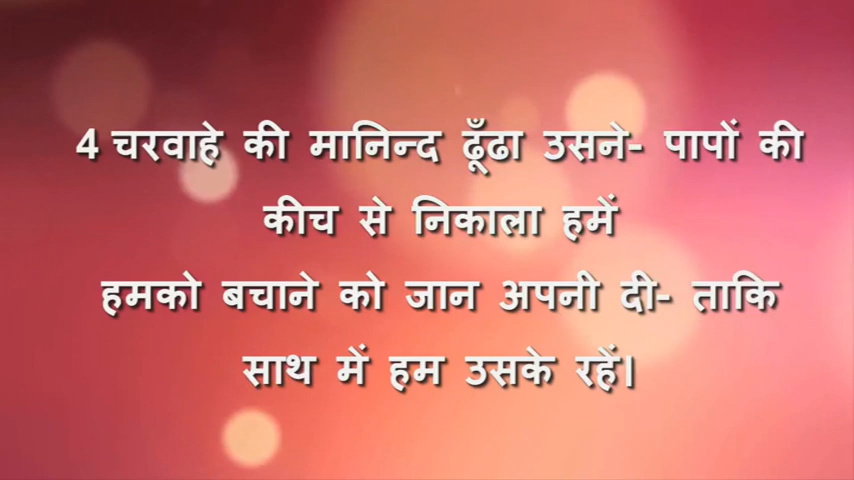 4 चरवाहे की मानिन्द ढूँढा उसने- पापों की
कीच से निकाला हमें
हमको बचाने को जान अपनी दी- ताकि
साथ में हम उसके रहें।